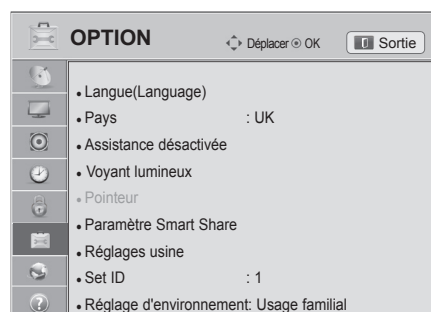 OPTION
Déplacer OK
Sortie
• Langue(Language)
• Pays : UK
• Assistance désactivée
• Voyant lumineux
• Pointeur
• Paramètre Smart Share
• Réglages usine
• Set ID : 1
• Réglage d'environnement: Usage familial